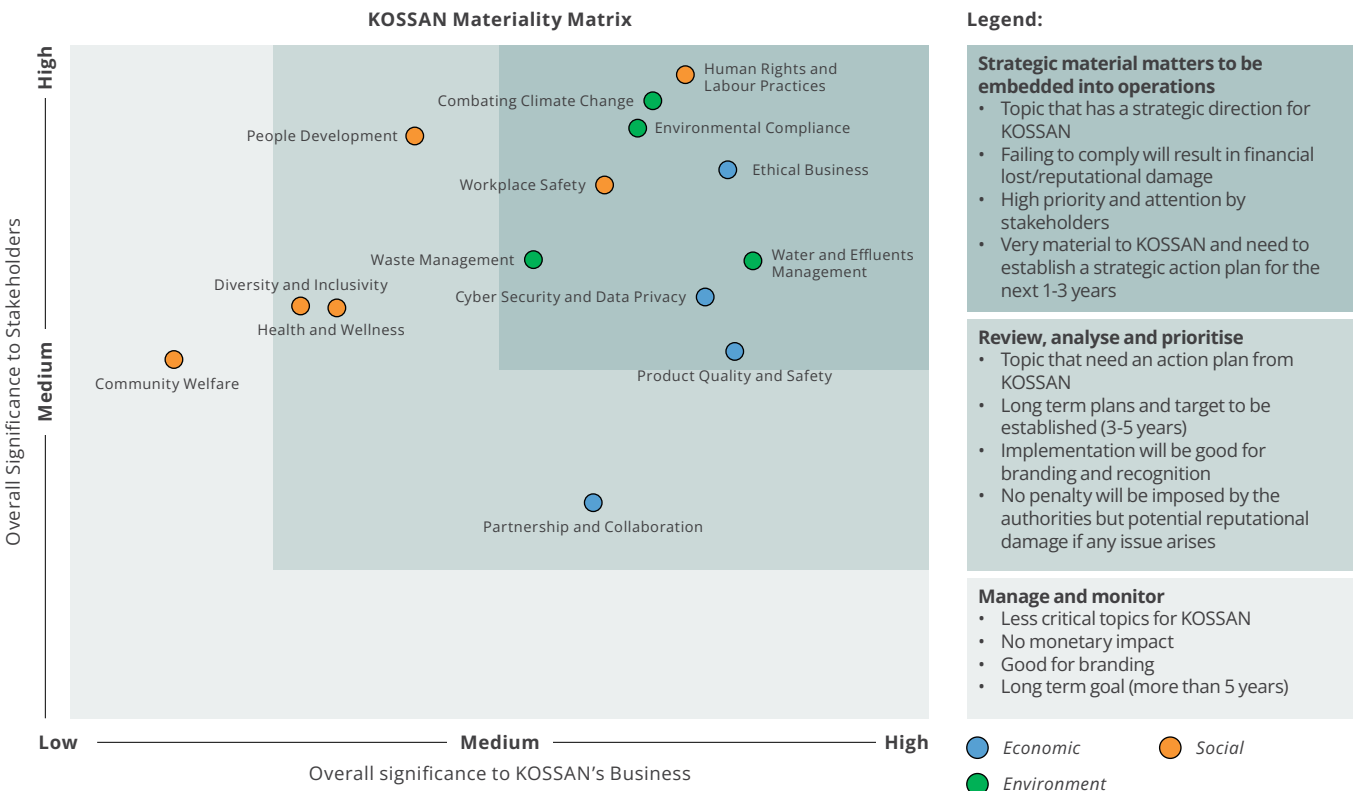 KOSSAN Materiality Matrix
Overall Significance to Stakeholders
High
Medium
Human Rights and
Labour Practices
Combating Climate Change
Environmental Compliance
People Development
Ethical Business
Workplace Safety
Water and Effluents
Management
Waste Management
Diversity and Inclusivity
Cyber Security and Data Privacy
Health and Wellness
Product Quality and Safety
Community Welfare
Partnership and Collaboration
Low
Medium
High
Overall significance to KOSSAN’s Business
Legend:
Strategic material matters to be
embedded into operations
• Topic that has a strategic direction for
KOSSAN
• Failing to comply will result in financial
lost/reputational damage
• High priority and attention by
stakeholders
• Very material to KOSSAN and need to
establish a strategic action plan for the
next 1-3 years
Review, analyse and prioritise
• Topic that need an action plan from
KOSSAN
• Long term plans and target to be
established (3-5 years)
• Implementation will be good for
branding and recognition
• No penalty will be imposed by the
authorities but potential reputational
damage if any issue arises
Manage and monitor
• Less critical topics for KOSSAN
• No monetary impact
• Good for branding
• Long term goal (more than 5 years)
Economic
Social
Environment